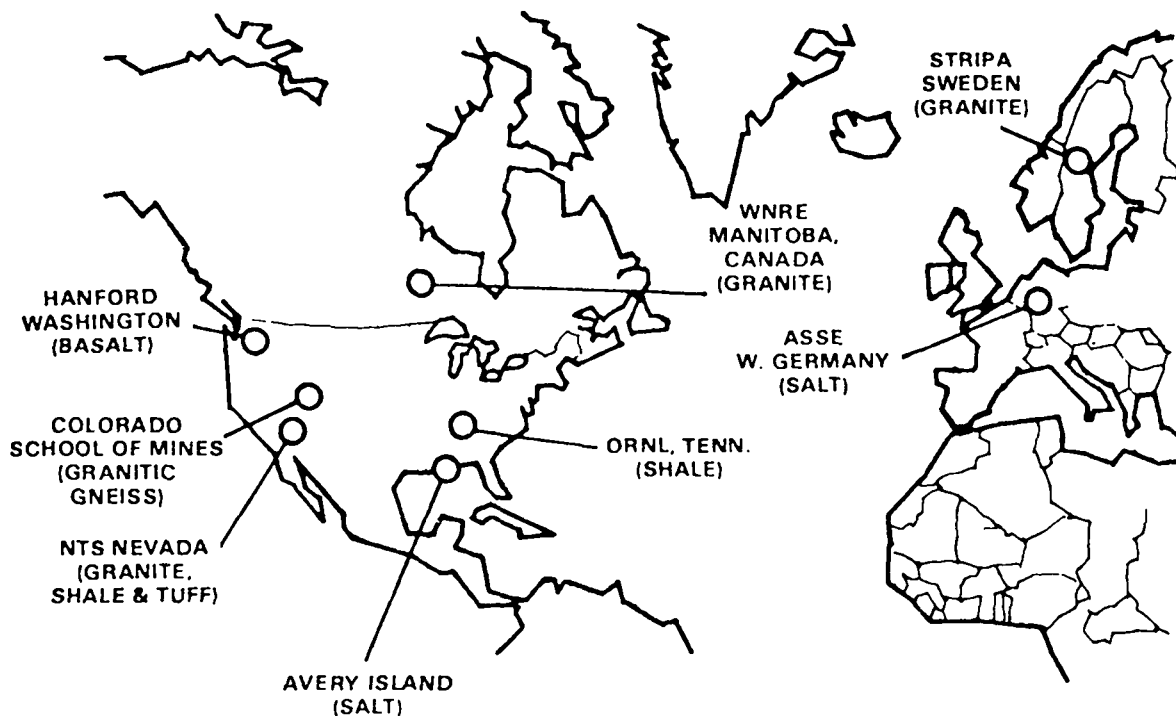 STRIPA
SWEDEN
(GRANITE)
WNRE
MANITOBA,
CANADA
(GRANITE)
HANFORD
WASHINGTON
(BASALT)
ASSE
W. GERMANY
(SALT)
COLORADO
SCHOOL OF MINES
(GRANITIC
GNEISS)
ORNL, TENN.
(SHALE)
NTS NEVADA
(GRANITE,
SHALE & TUFF)
AVERY ISLAND
(SALT)